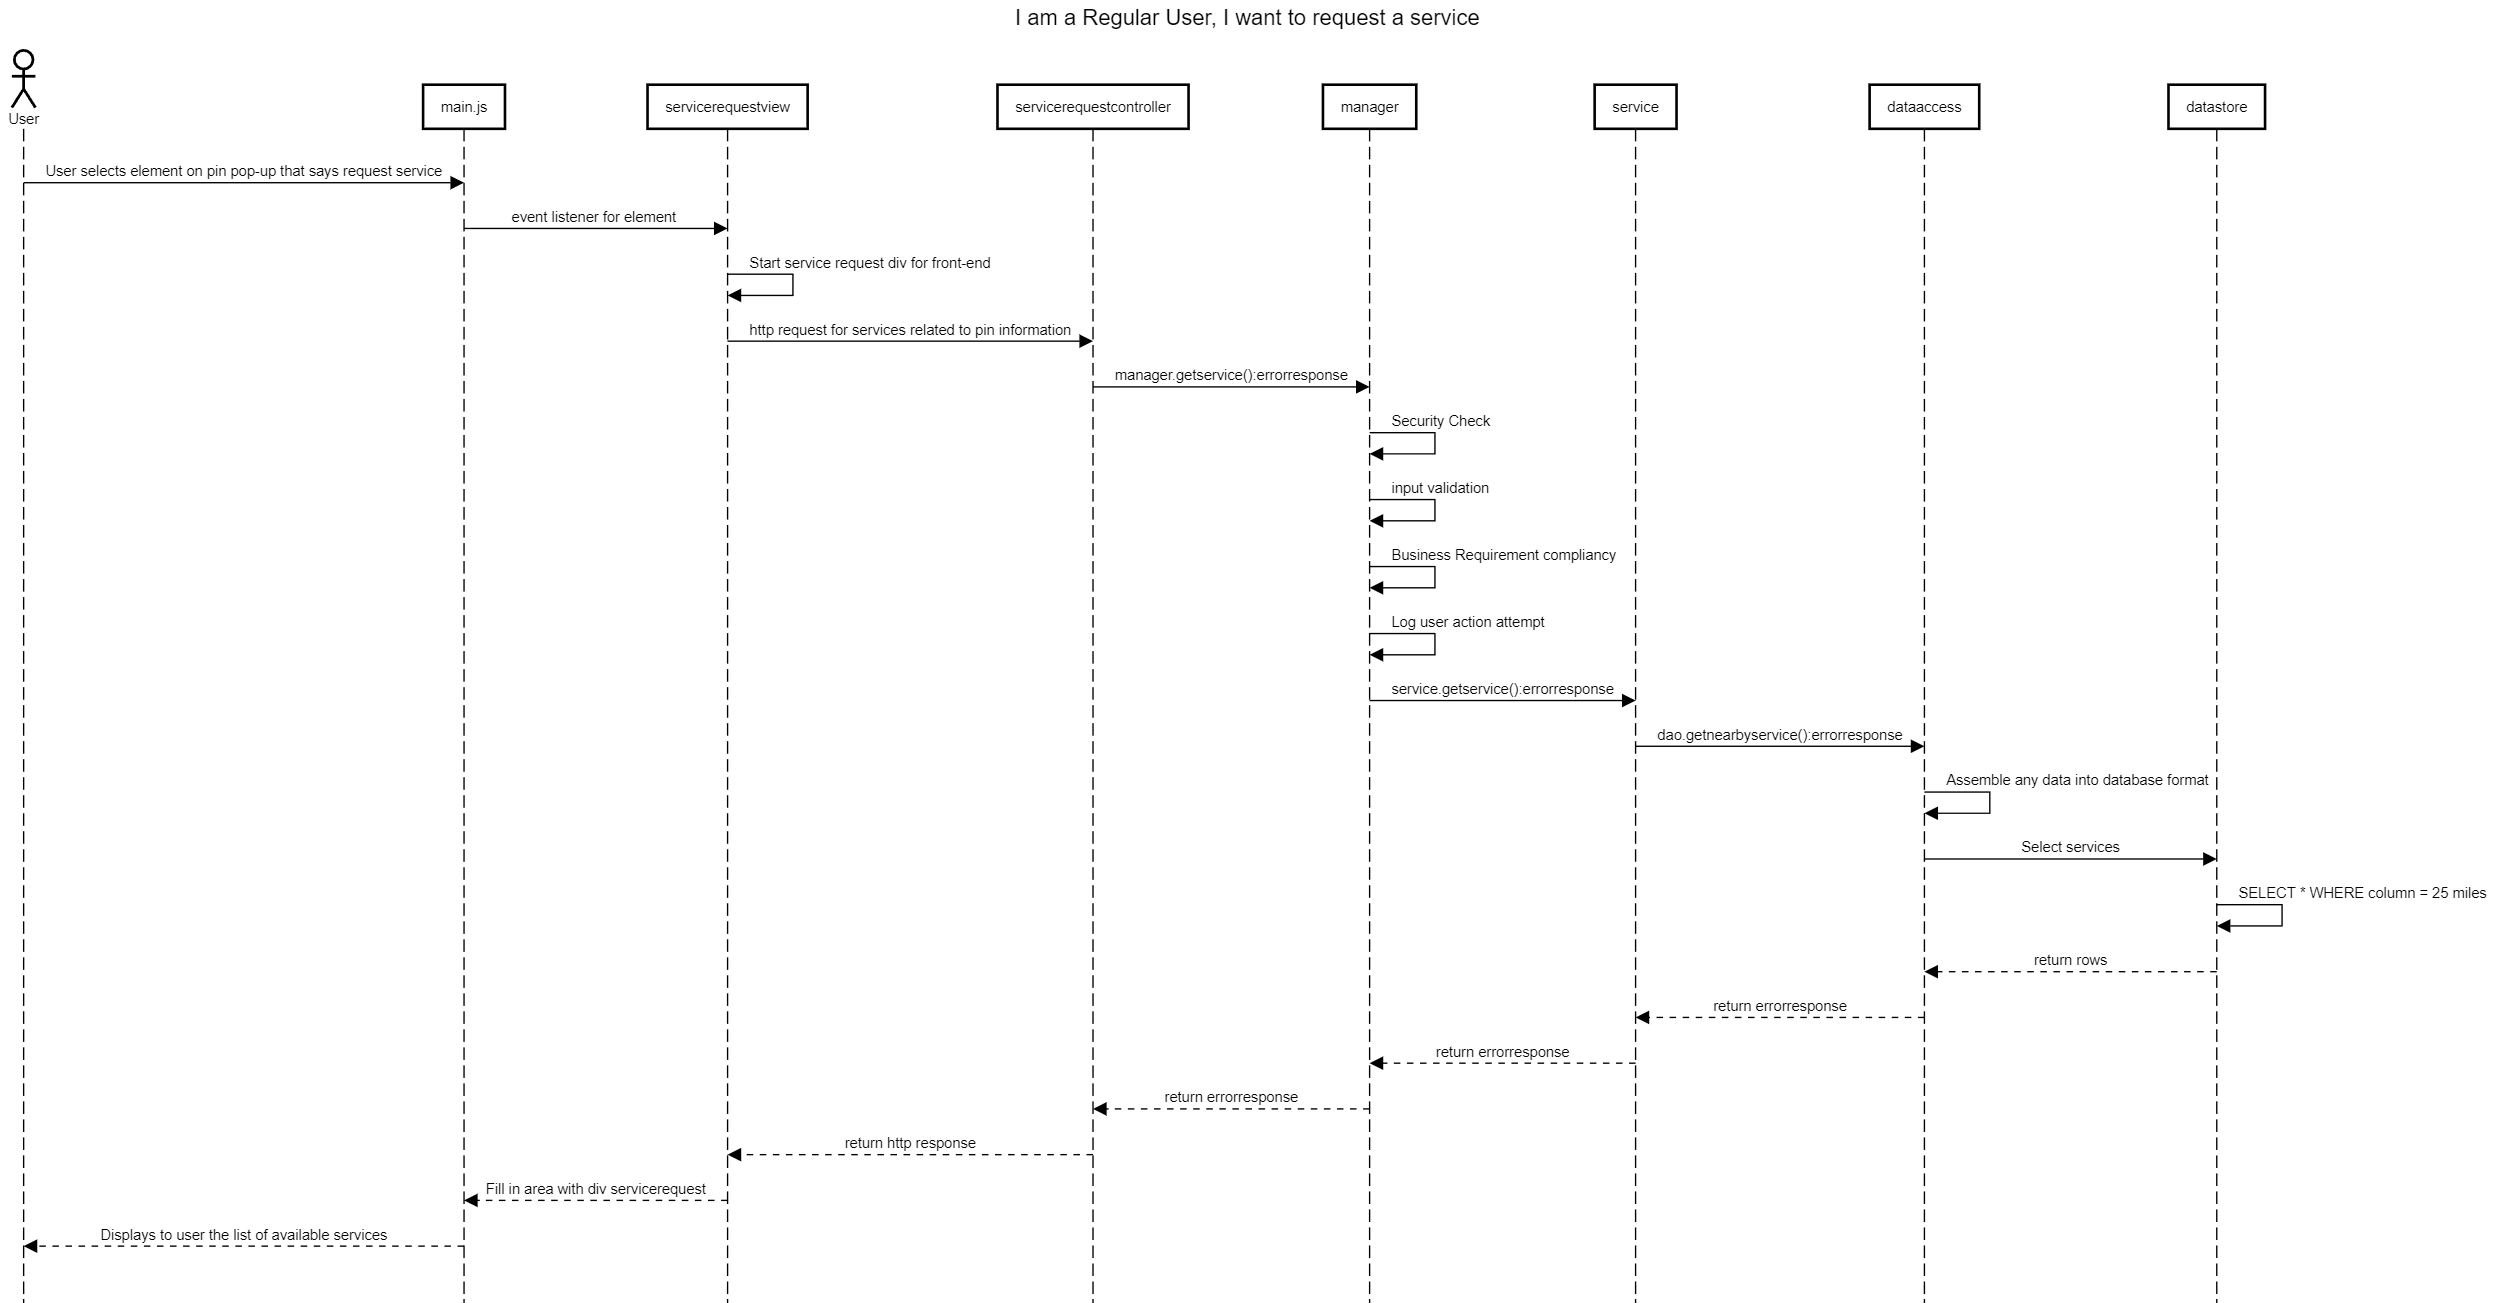 I am a Regular User, I want to request a service
User
main.js
servicerequestview
servicerequestcontroller
manager
service
dataaccess
datastore
User selects element on pin pop-up that says request service
event listener for element
Start service request div for front-end
http request for services related to pin information
manager.getservice():errorresponse
Security Check
input validation
Business Requirement compliancy
Log user action attempt
service.getservice():errorresponse
dao.getnearbyservice():errorresponse
Assemble any data into database format
Select services
SELECT * WHERE column = 25 miles
return rows
return errorresponse
return errorresponse
return errorresponse
return http response
Fill in area with div servicerequest
Displays to user the list of available services